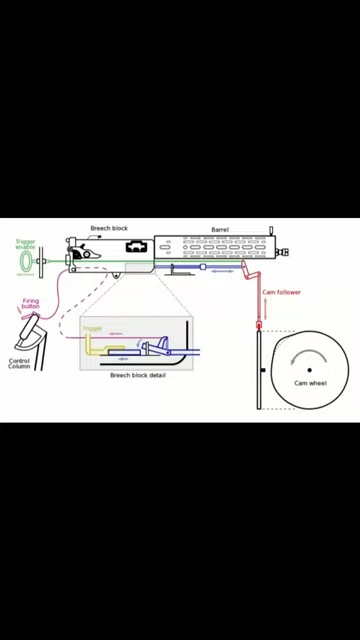 Breech block
Barrel
Trigger
enable
Cam follower
Firing
button
Trigger
Control
Column
Breech block detail
Cam wheel